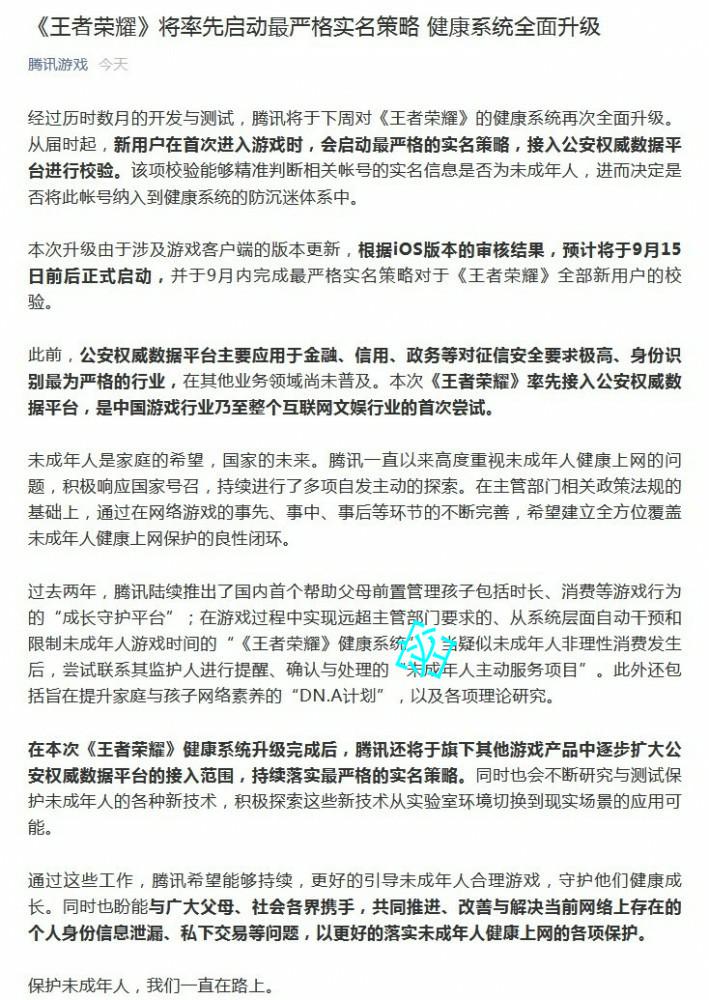 《王者荣耀》将率先启动最严格实名策略 健康系统全面升级
腾讯游戏 今天
经过历时数月的开发与测试，腾讯将于下周对《王者荣耀》的健康系统再次全面升级。
从届时起，新用户在首次进入游戏时，会启动最严格的实名策略，接入公安权威数据平
台进行校验。该项校验能够精准判断相关帐号的实名信息是否为未成年人，进而决定是
否将此帐号纳入到健康系统的防沉迷体系中。
本次升级由于涉及游戏客户端的版本更新，根据iOS版本的审核结果，预计将于9月15
日前后正式启动，并于9月内完成最严格实名策略对于《王者荣耀》全部新用户的校
验。
此前，公安权威数据平台主要应用于金融、信用、政务等对征信安全要求极高、身份识
别最为严格的行业，在其他业务领域尚未普及。本次《王者荣耀》率先接入公安权威数
据平台，是中国游戏行业乃至整个互联网文娱行业的首次尝试。
未成年人是家庭的希望，国家的未来。腾讯一直以来高度重视未成年人健康上网的问
题，积极响应国家号召，持续进行了多项自发主动的探索。在主管部门相关政策法规的
基础上，通过在网络游戏的事先、事中、事后等环节的不断完善，希望建立全方位覆盖
未成年人健康上网保护的良性闭环。
过去两年，腾讯陆续推出了国内首个帮助父母前置管理孩子包括时长、消费等游戏行为
的“成长守护平台”；在游戏过程中实现远超主管部门要求的、从系统层面自动干预和
限制未成年人游戏时间的“《王者荣耀》健康系统”；当疑似未成年人非理性消费发生
后，尝试联系其监护人进行提醒、确认与处理的“未成年人主动服务项目”。此外还包
括旨在提升家庭与孩子网络素养的“DN.A计划”，以及各项理论研究。
在本次《王者荣耀》健康系统升级完成后，腾讯还将于旗下其他游戏产品中逐步扩大公
安权威数据平台的接入范围，持续落实最严格的实名策略。同时也会不断研究与测试保
护未成年人的各种新技术，积极探索这些新技术从实验室环境切换到现实场景的应用可
能。
通过这些工作，腾讯希望能够持续，更好的引导未成年人合理游戏，守护他们健康成
长。同时也盼能与广大父母、社会各界携手，共同推进、改善与解决当前网络上存在的
个人身份信息泄漏、私下交易等问题，以更好的落实未成年人健康上网的各项保护。
保护未成年人，我们一直在路上。